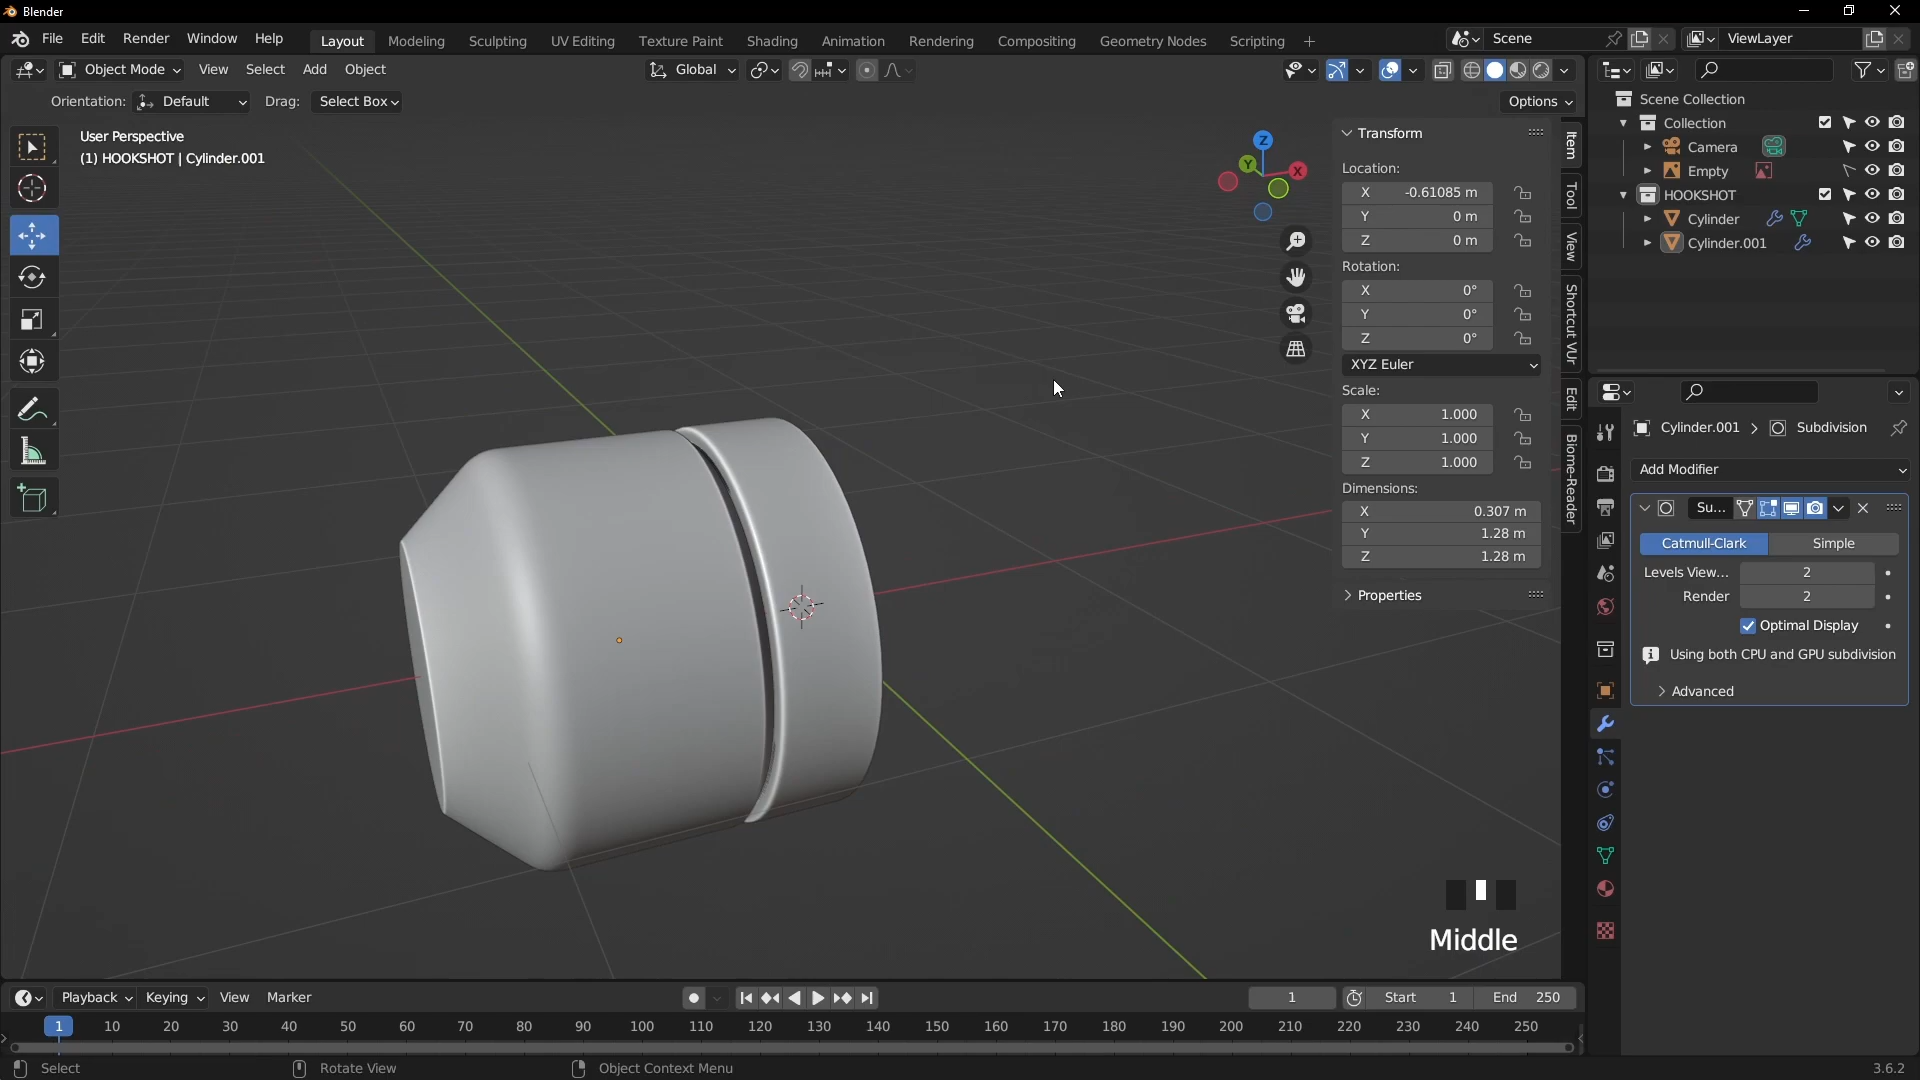 Blender
File Edit Render Window Help Layout Modeling Sculpting UV Editing Texture Paint Shading Animation Rendering Compositing Geometry Nodes Scripting + Scene ViewLayer
Object Mode View Select Add Object Global
Orientation: Default Drag: Select Box Options
User Perspective
(1) HOOKSHOT | Cylinder.001
Z
Y
X
Transform
Location:
X -0.61085 m
Y 0 m
Z 0 m
Rotation:
X 0°
Y 0°
Z 0°
XYZ Euler
Scale:
X 1.000
Y 1.000
Z 1.000
Dimensions:
X 0.307 m
Y 1.28 m
Z 1.28 m
Properties
Item
Tool
View
Shortcut VUr
Edit
Biome-Reader
Scene Collection
Collection
Camera
Empty
HOOKSHOT
Cylinder
Cylinder.001
Cylinder.001 > Subdivision
Add Modifier
Su...
Catmull-Clark Simple
Levels View... 2
Render 2
Optimal Display
Using both CPU and GPU subdivision
Advanced
Middle
Playback Keying View Marker 1 Start 1 End 250
1 10 20 30 40 50 60 70 80 90 100 110 120 130 140 150 160 170 180 190 200 210 220 230 240 250
Select Rotate View Object Context Menu 3.6.2